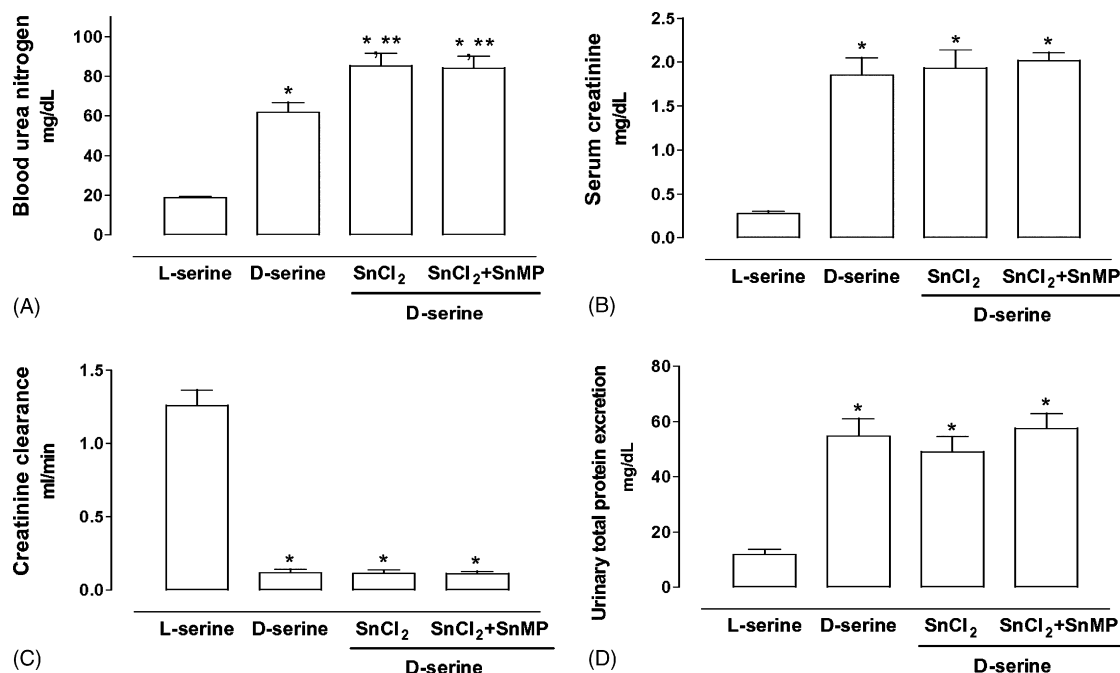 Blood urea nitrogen
mg/dL
100
80
60
40
20
0
*
*,**
*,**
L-serine
D-serine
SnCl₂
SnCl₂+SnMP
D-serine
(A)
Serum creatinine
mg/dL
2.5
2.0
1.5
1.0
0.5
0.0
*
*
*
L-serine
D-serine
SnCl₂
SnCl₂+SnMP
D-serine
(B)
Creatinine clearance
ml/min
1.5
1.0
0.5
0.0
*
*
*
L-serine
D-serine
SnCl₂
SnCl₂+SnMP
D-serine
(C)
Urinary total protein excretion
mg/dL
80
60
40
20
0
*
*
*
L-serine
D-serine
SnCl₂
SnCl₂+SnMP
D-serine
(D)